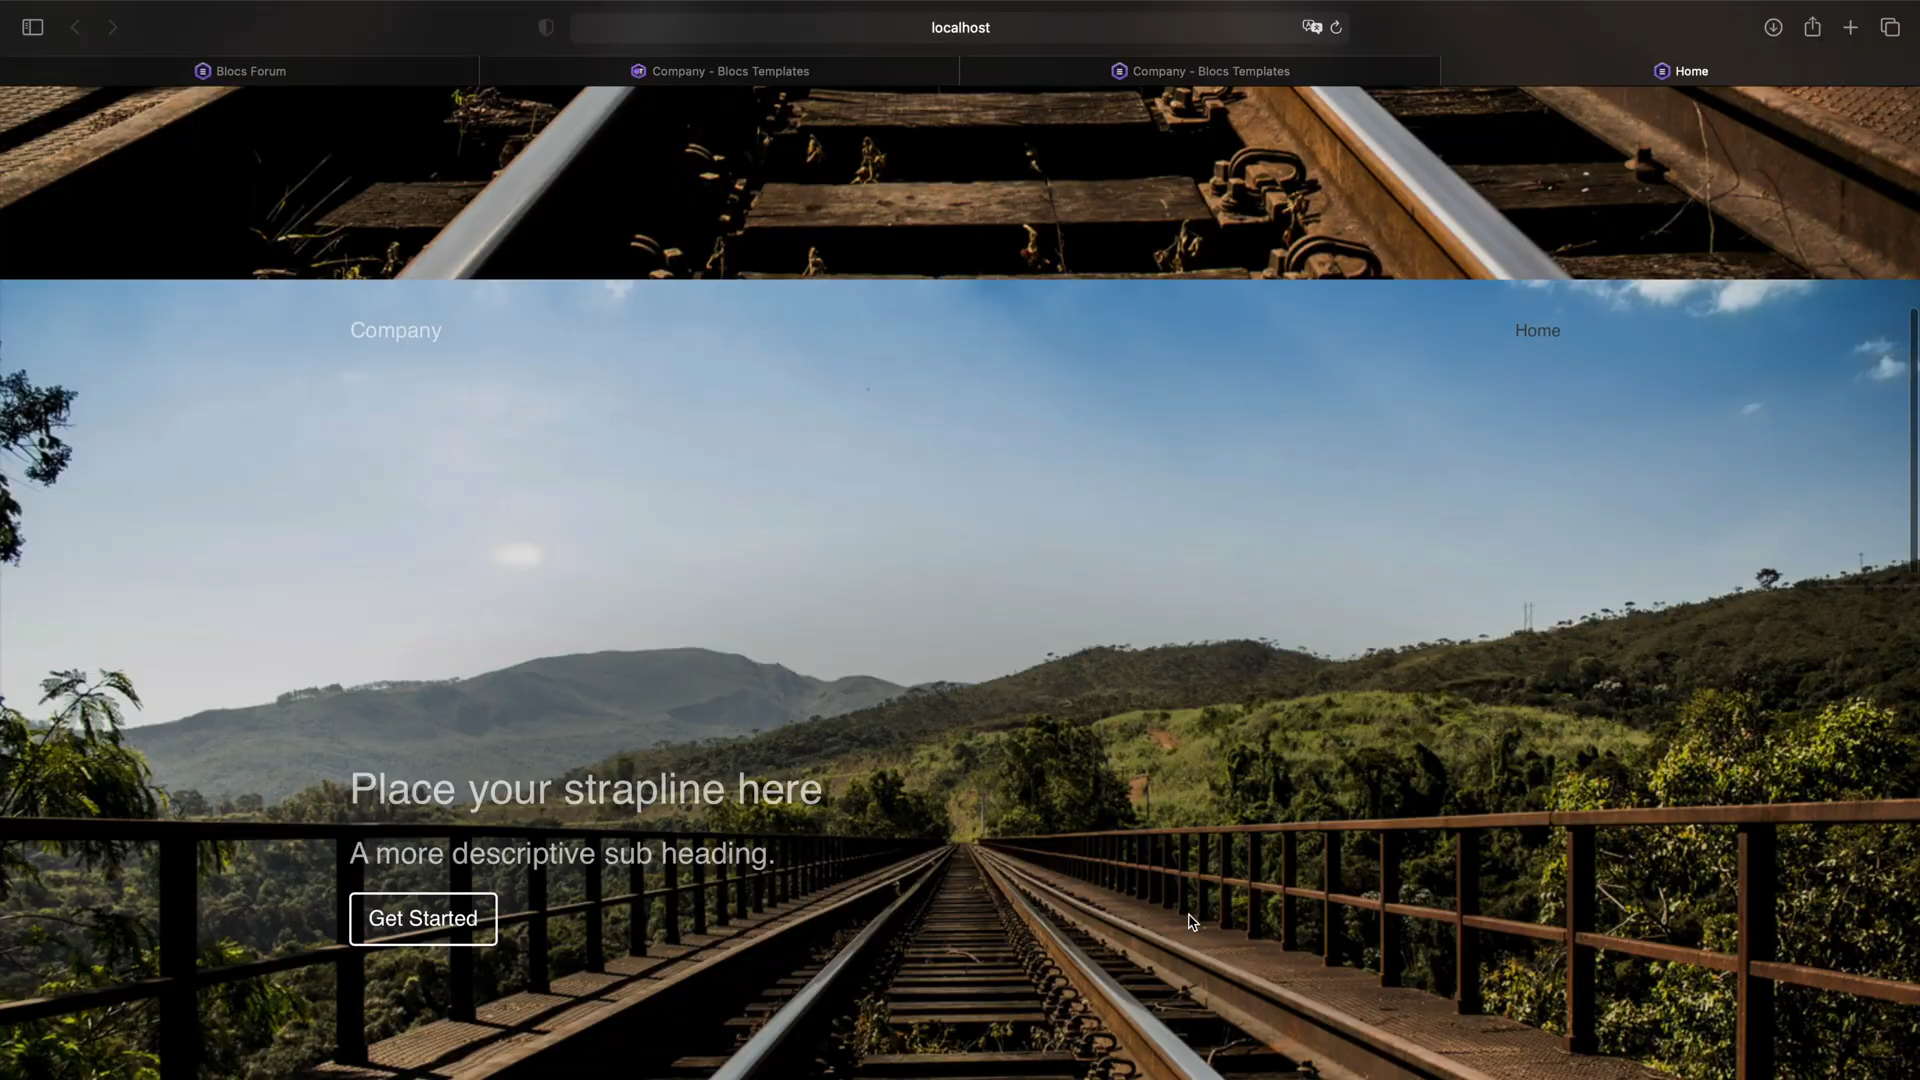 localhost
Blocs Forum
Company - Blocs Templates
Company - Blocs Templates
Home
Company
Home
Place your strapline here
A more descriptive sub heading.
Get Started